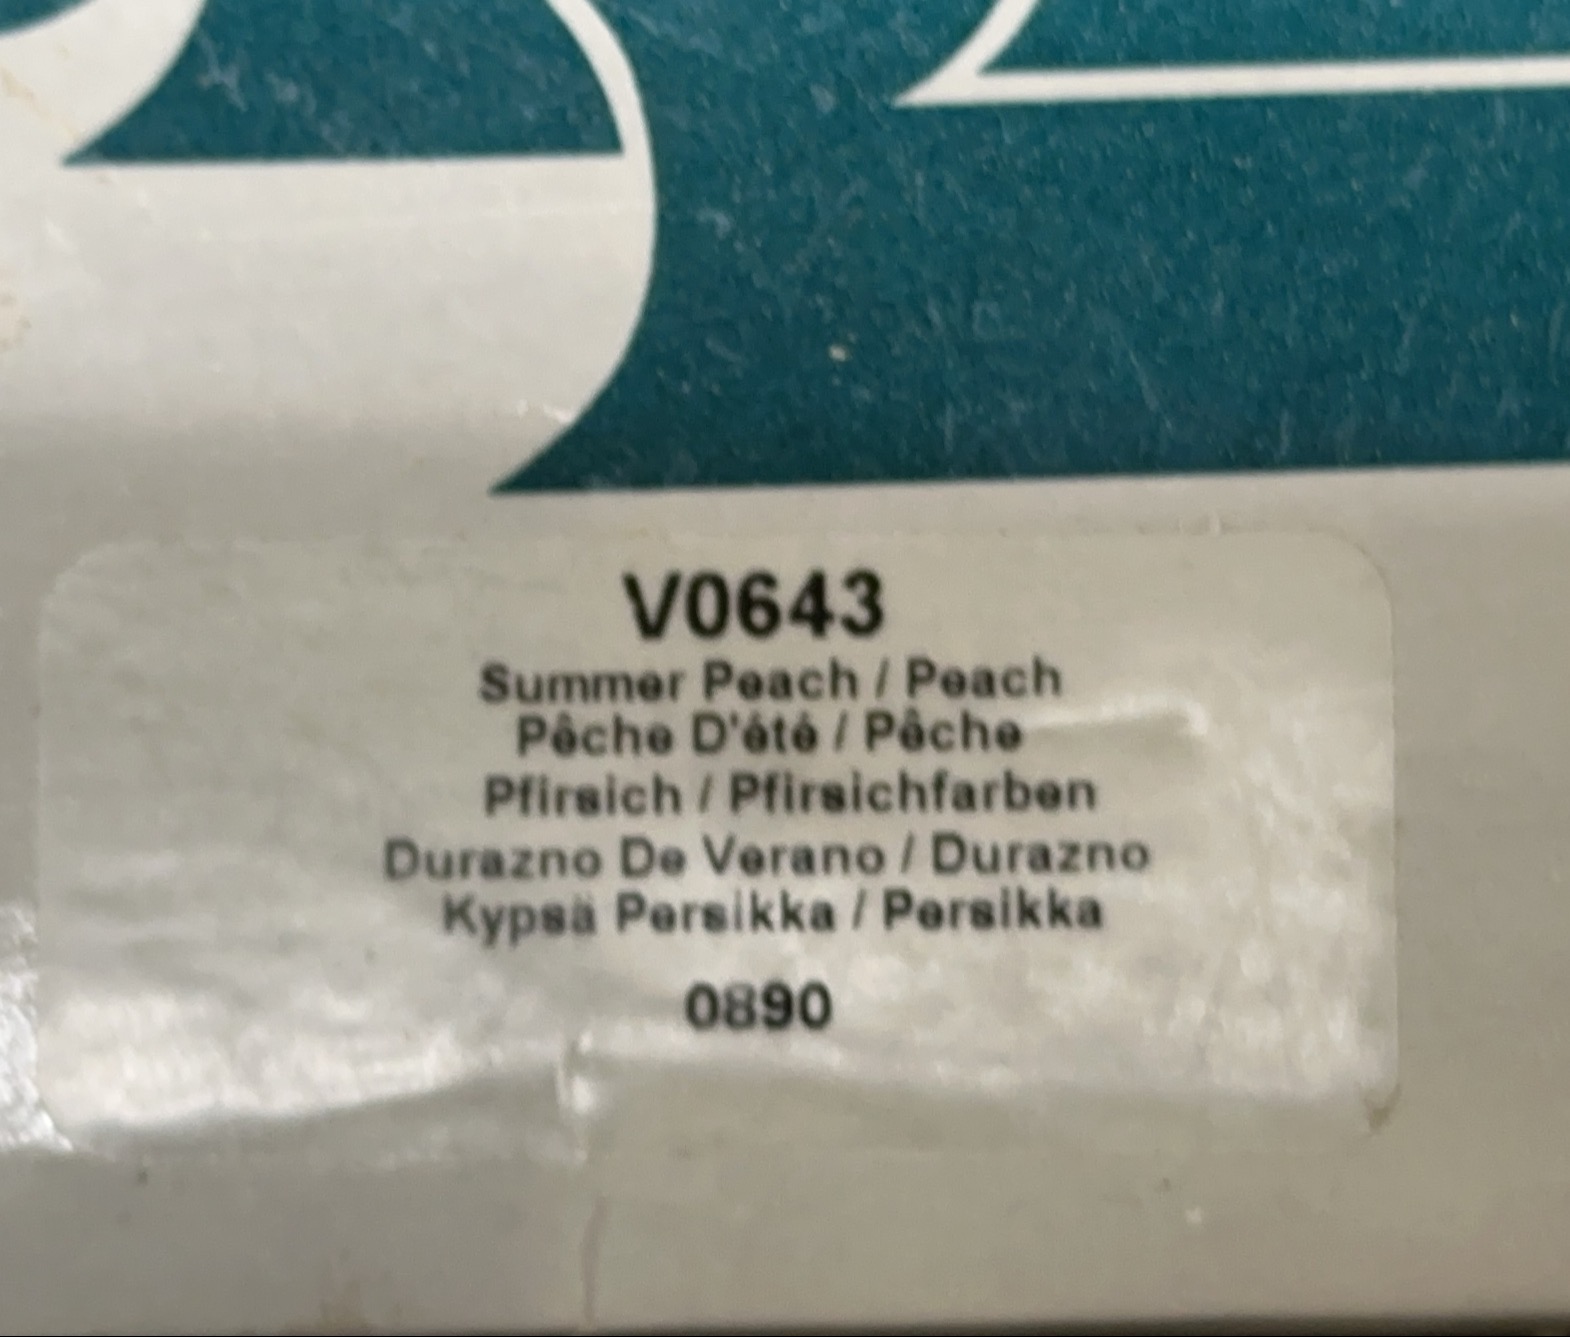 V0643
Summer Peach / Peach
Pêche D'été / Pêche
Pfirsich / Pfirsichfarben
Durazno De Verano / Durazno
Kypsä Persikka / Persikka
0890